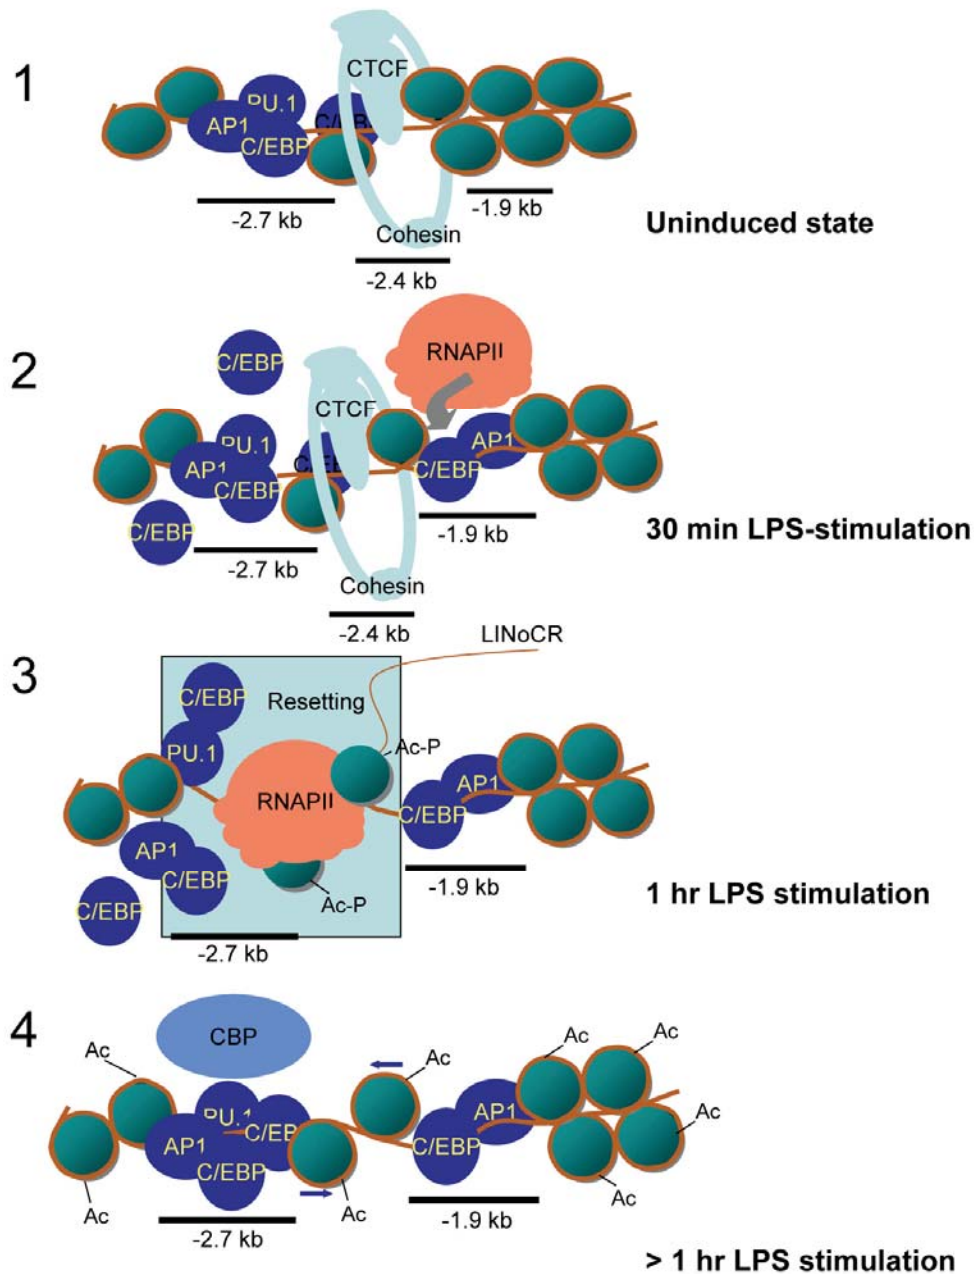 1
CTCF
PU.1
AP1
C/EBP
C/EBP
-2.7 kb
-1.9 kb
Cohesin
-2.4 kb
Uninduced state
2
C/EBP
RNAPII
CTCF
PU.1
AP1
C/EBP
AP1
C/EBP
C/EBP
-2.7 kb
-1.9 kb
30 min LPS-stimulation
Cohesin
-2.4 kb
LINoCR
3
C/EBP
Resetting
PU.1
Ac-P
RNAPII
AP1
C/EBP
AP1
C/EBP
C/EBP
Ac-P
-1.9 kb
1 hr LPS stimulation
-2.7 kb
4
CBP
Ac
Ac
Ac
Ac
PU.1
AP1
C/EB
AP1
C/EBP
C/EBP
Ac
Ac
Ac
Ac
-2.7 kb
-1.9 kb
> 1 hr LPS stimulation